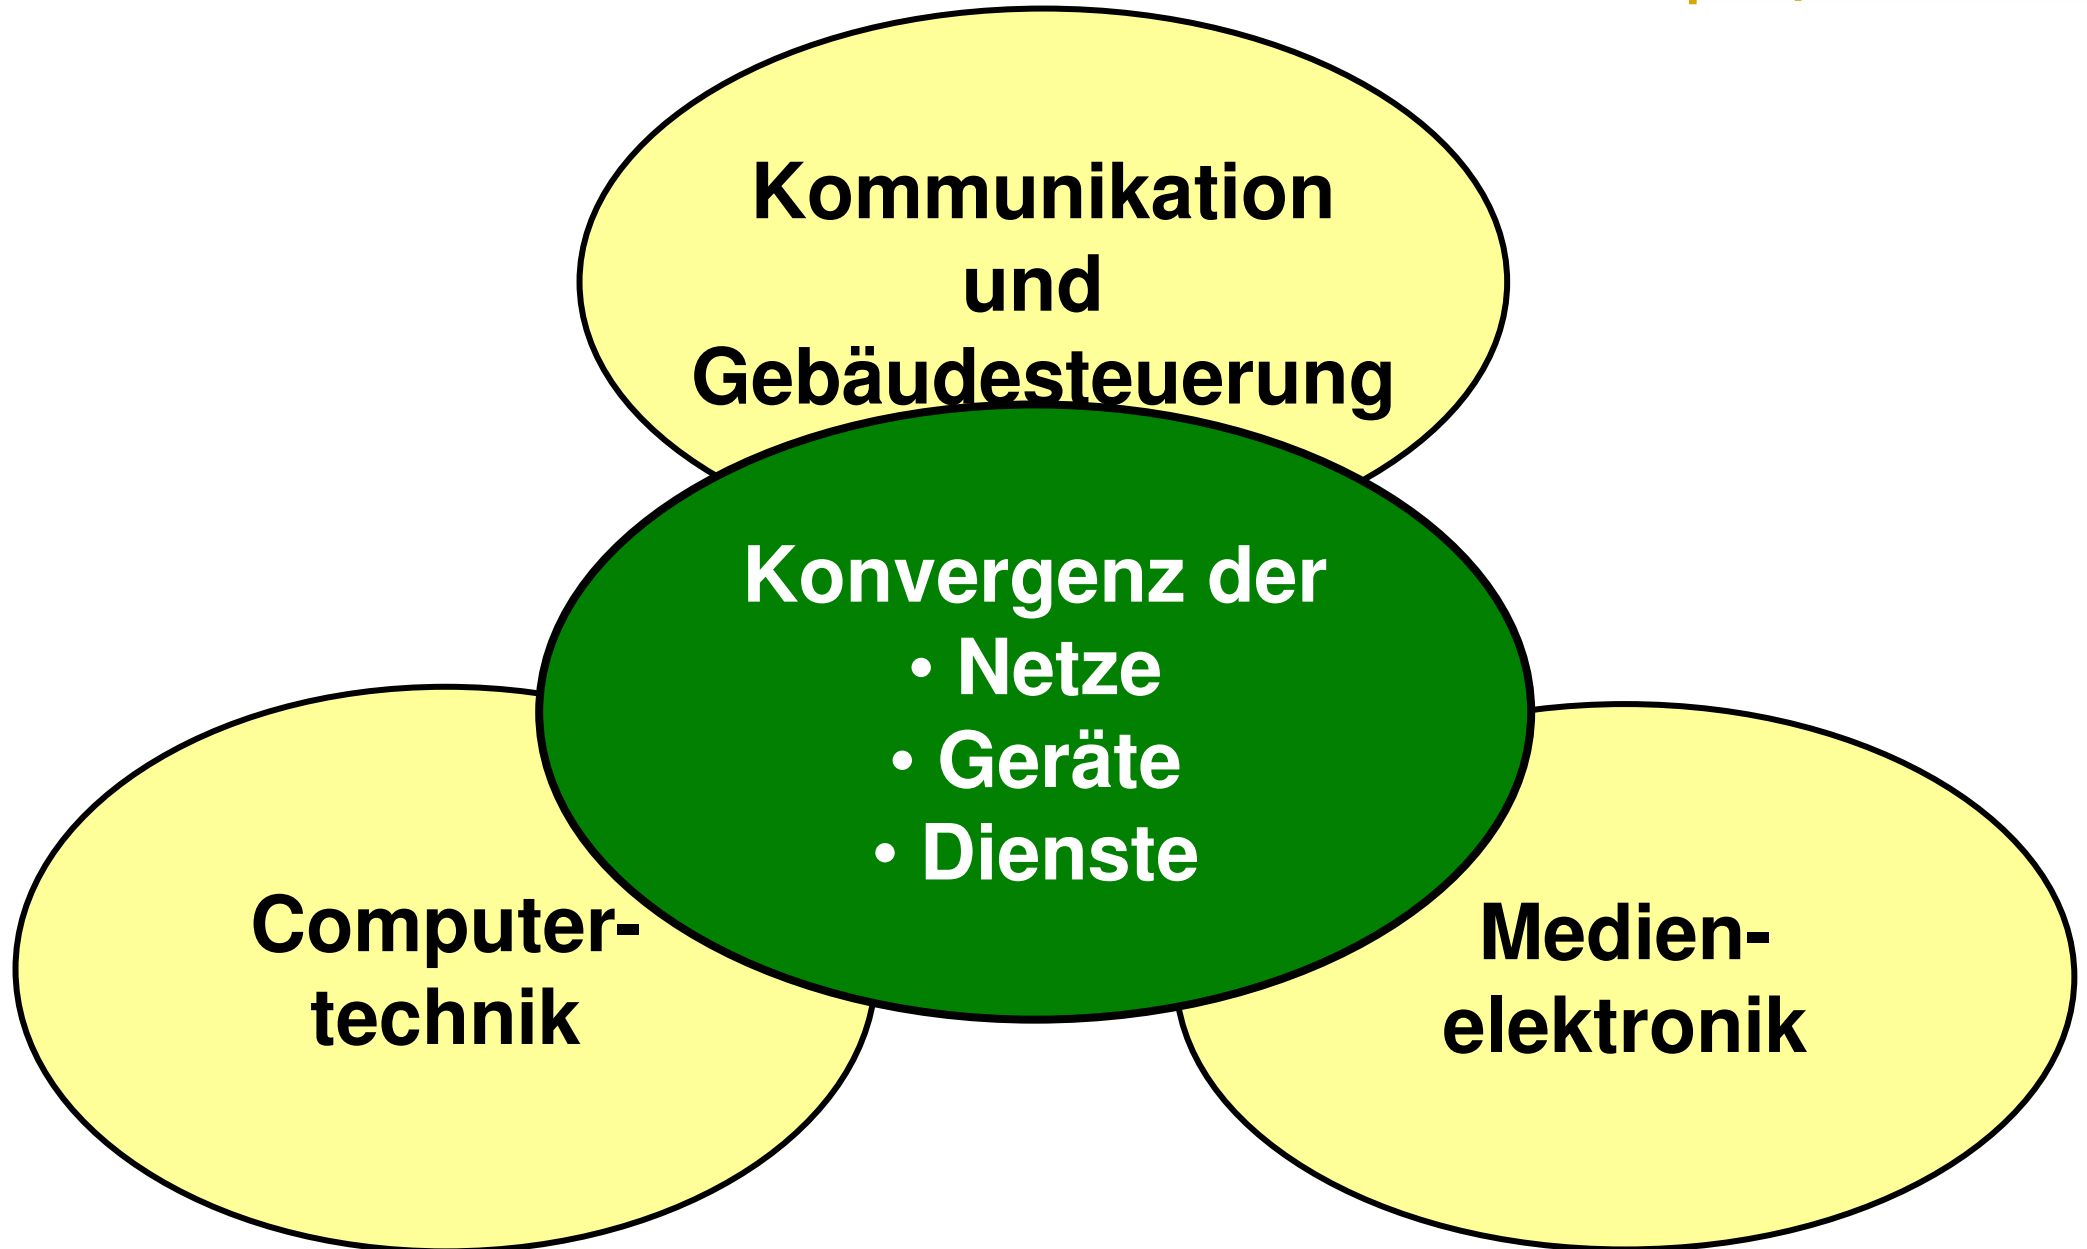 Kommunikation
und
Gebäudesteuerung
Konvergenz der
• Netze
• Geräte
• Dienste
Computer-
technik
Medien-
elektronik